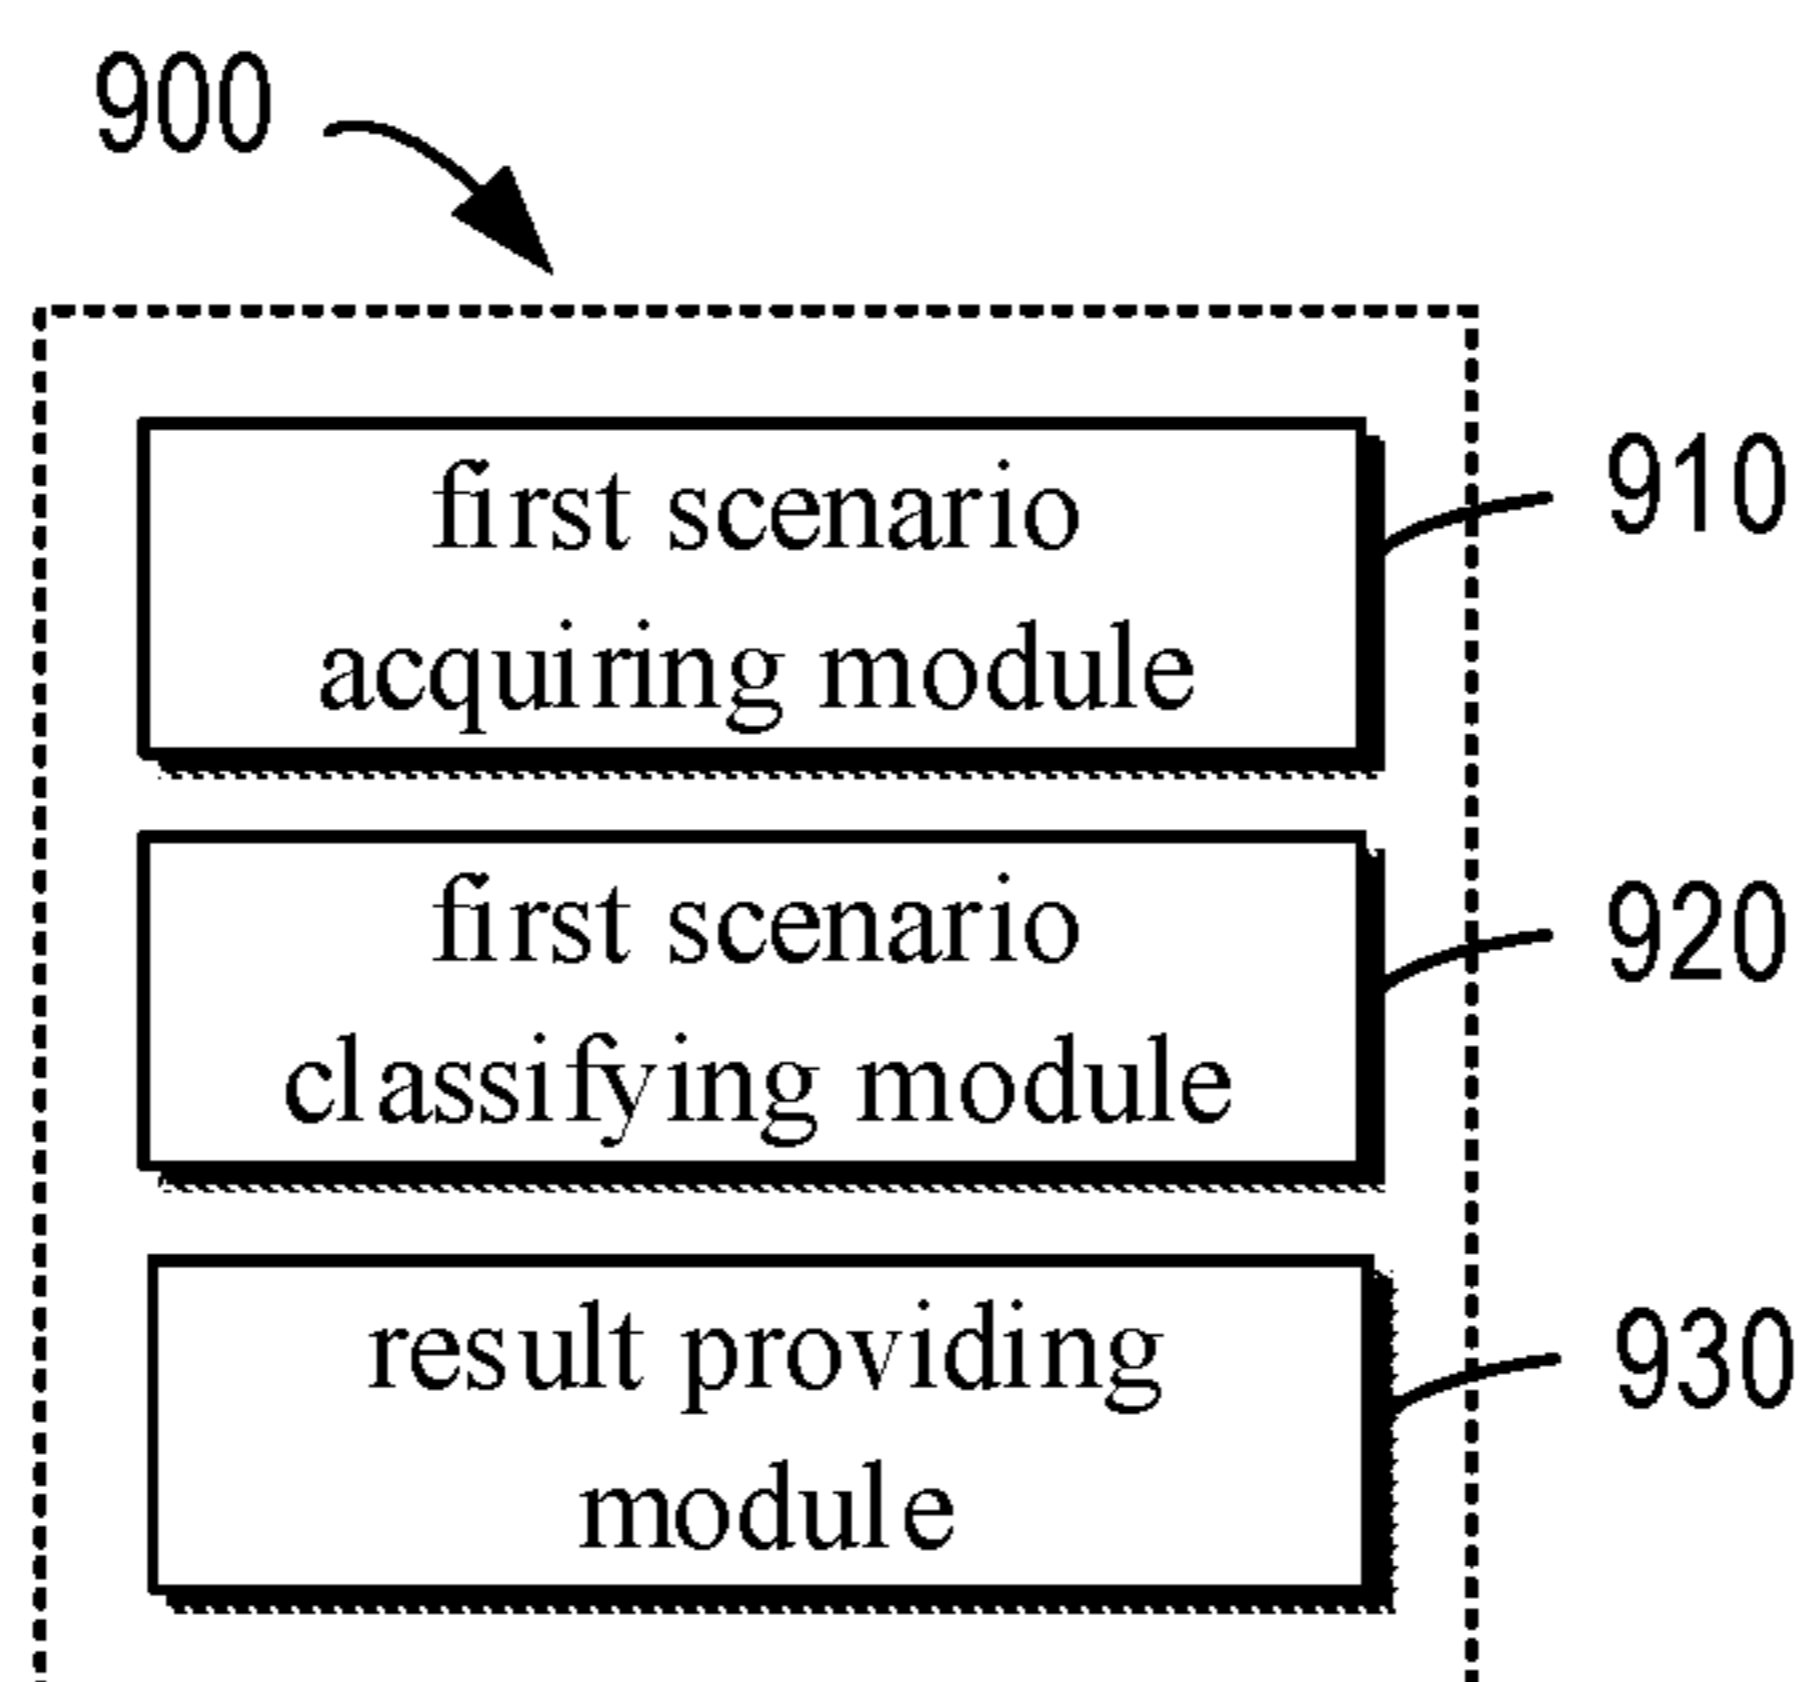 900
first scenario
acquiring module
910
first scenario
classifying module
920
result providing
module
930